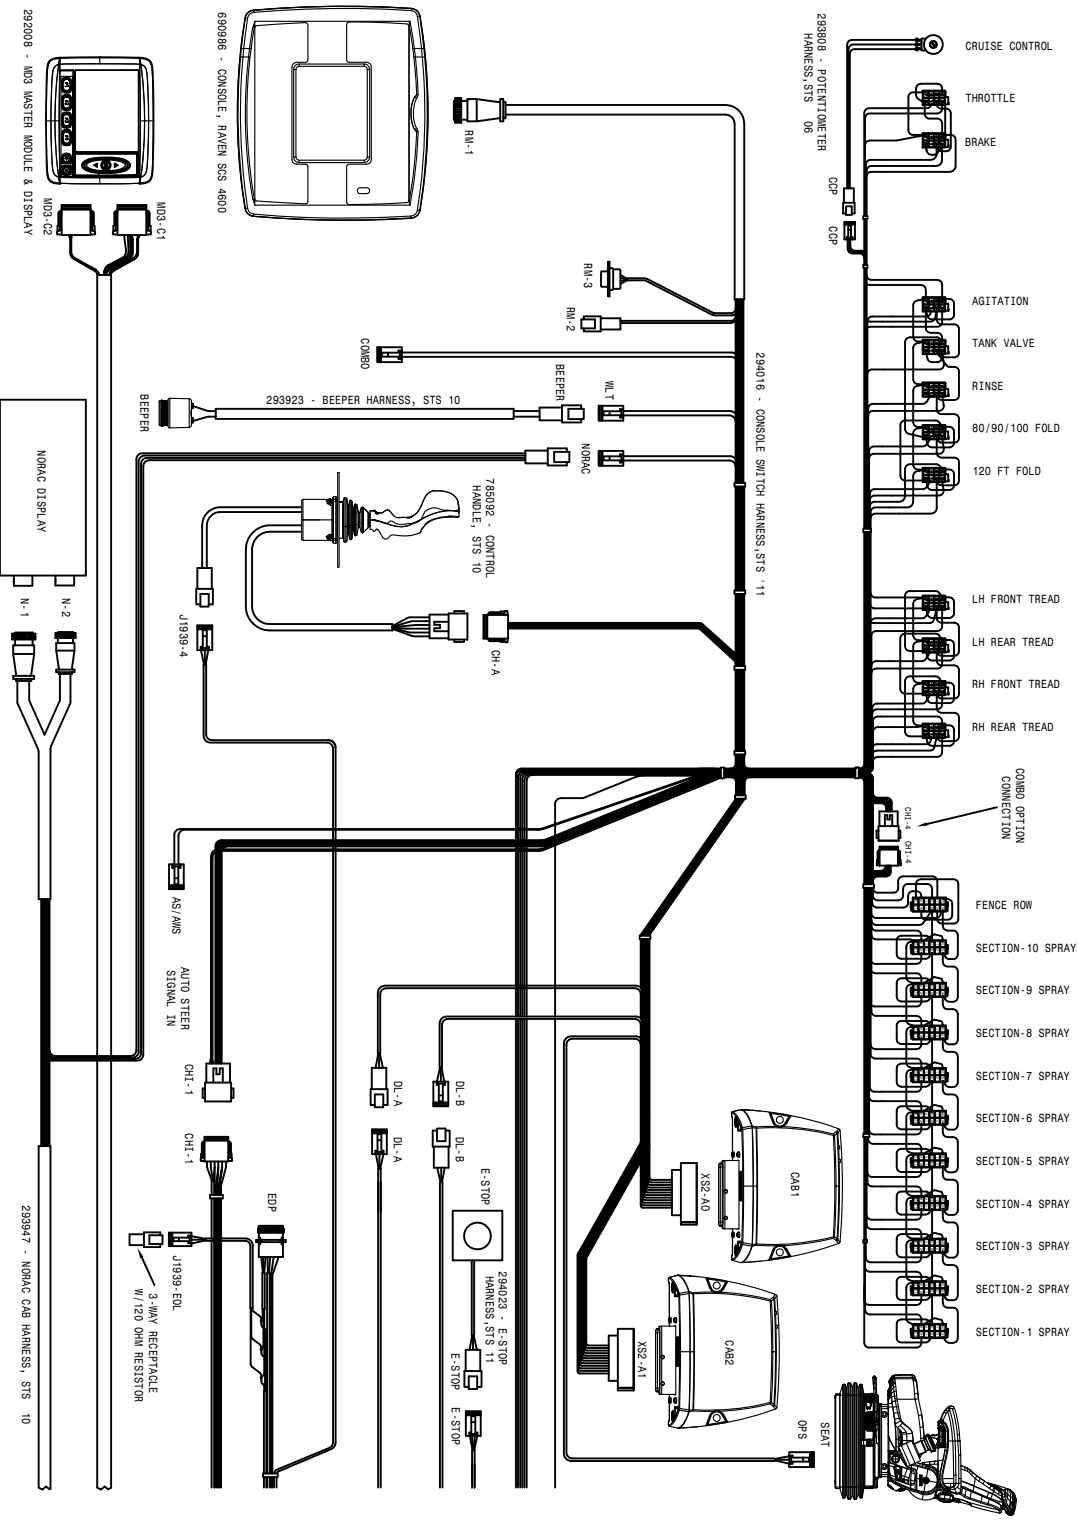 CRUISE CONTROL
293808 - POTENTIOMETER
HARNESS,STS 06
THROTTLE
BRAKE
CCP
CCP
AGITATION
TANK VALVE
RINSE
80/90/100 FOLD
120 FT FOLD
LH FRONT TREAD
LH REAR TREAD
RH FRONT TREAD
RH REAR TREAD
COMBO OPTION
CONNECTION
CHI-4
CHI-4
FENCE ROW
SECTION-10 SPRAY
SECTION-9 SPRAY
SECTION-8 SPRAY
SECTION-7 SPRAY
SECTION-6 SPRAY
SECTION-5 SPRAY
SECTION-4 SPRAY
SECTION-3 SPRAY
SECTION-2 SPRAY
SECTION-1 SPRAY
SEAT
OPS
690986 - CONSOLE, RAVEN SCS 4600
RM-1
RM-3
RM-2
COMBO
294016 - CONSOLE SWITCH HARNESS,STS '11
BEEPER
WLT
293923 - BEEPER HARNESS, STS 10
BEEPER
NORAC
785092 - CONTROL
HANDLE, STS 10
CH-A
J1939-4
292008 - MD3 MASTER MODULE & DISPLAY
MD3-C1
MD3-C2
NORAC DISPLAY
N-1
N-2
AS/AWS
AUTO STEER
SIGNAL IN
CHI-1
CHI-1
DL-A
DL-B
DL-A
DL-B
CAB1
XS2-A0
CAB2
XS2-A1
E-STOP
294023 - E-STOP
HARNESS,STS 11
E-STOP
E-STOP
EDP
J1939-EOL
3-WAY RECEPTACLE
W/120 OHM RESISTOR
293947 - NORAC CAB HARNESS, STS 10